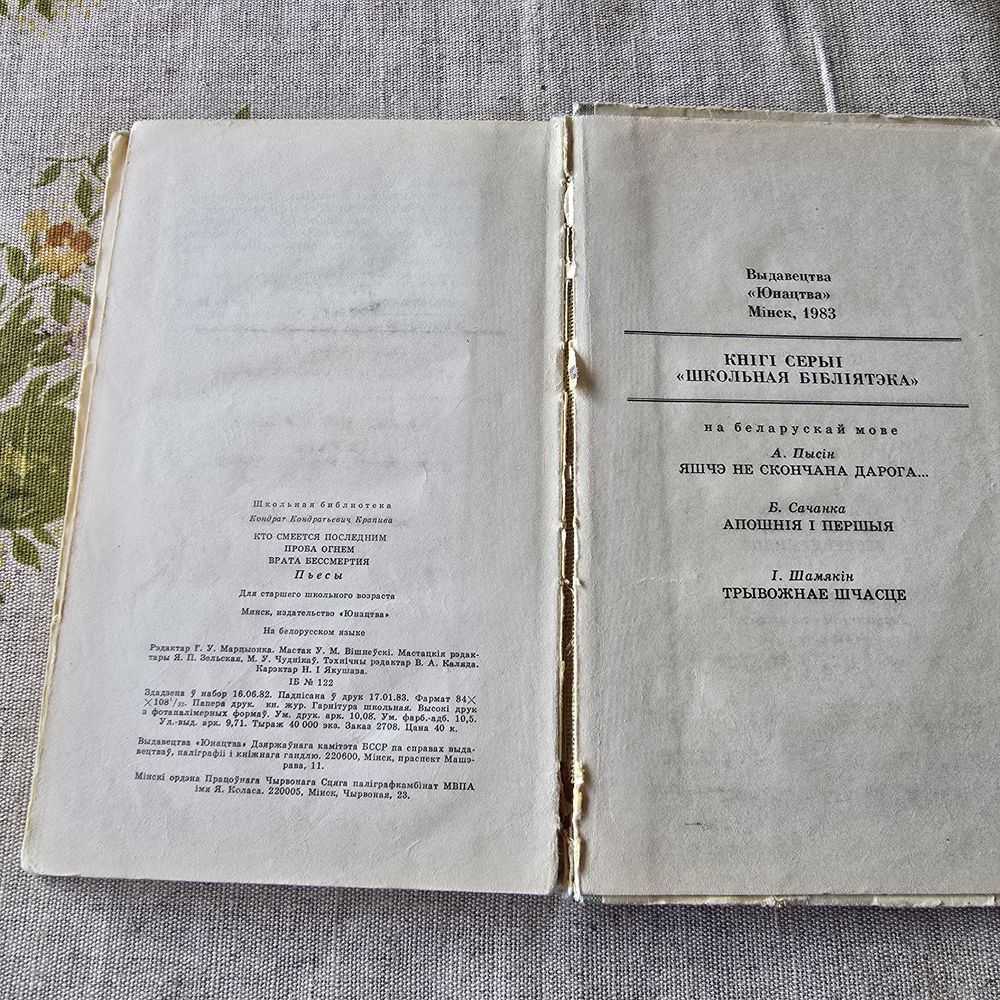 Школьная библиотека
Кондрат Кондратьевич Крапива
КТО СМЕЕТСЯ ПОСЛЕДНИМ
ПРОБА ОГНЕМ
ВРАТА БЕССМЕРТИЯ
Пьесы
Для старшего школьного возраста
Минск, издательство «Юнацтва»
На белорусском языке
Рэдактар Г. У. Марцыонка. Мастак У. М. Вішнеўскі. Мастацкія рэдак-
тары Я. П. Зельская, М. У. Чуднікаў. Тэхнічны рэдактар В. А. Каляда.
Карэктар Н. І Якушава.
ІБ № 122
Здадзена ў набор 16.06.82. Падпісана ў друк 17.01.83. Фармат 84×
×108¹/₃₂. Папера друк. кн. жур. Гарнітура школьная. Высокі друк
з фотапалімерных формаў. Ум. друк. арк. 10,08. Ум. фарб.-адб. 10,5.
Ул.-выд. арк. 9,71. Тыраж 40 000 экз. Заказ 2708. Цана 40 к.
Выдавецтва «Юнацтва» Дзяржаўнага камітэта БССР па справах выда-
вецтваў, паліграфіі і кніжнага гандлю. 220600, Мінск, праспект Машэ-
рава, 11.
Мінскі ордэна Працоўнага Чырвонага Сцяга паліграфкамбінат МВПА
імя Я. Коласа. 220005, Мінск, Чырвоная, 23.
Выдавецтва
«Юнацтва»
Мінск, 1983
КНІГІ СЕРЫІ
«ШКОЛЬНАЯ БІБЛІЯТЭКА»
на беларускай мове
А. Пысін
ЯШЧЭ НЕ СКОНЧАНА ДАРОГА...
Б. Сачанка
АПОШНІЯ І ПЕРШЫЯ
І. Шамякін
ТРЫВОЖНАЕ ШЧАСЦЕ